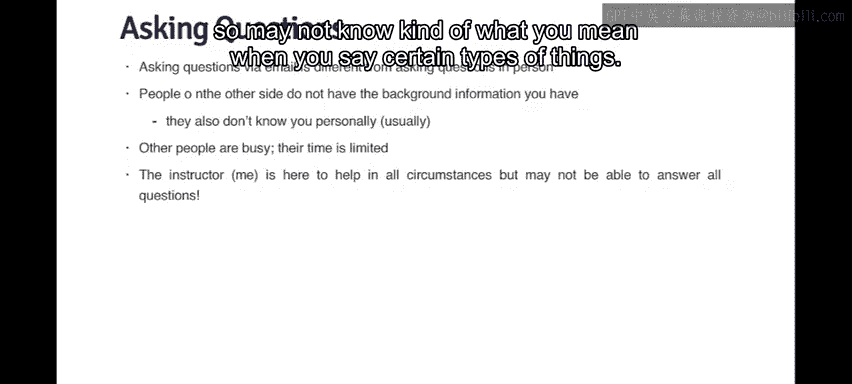 Asking Questions
so may not know kind of what you mean
when you say certain types of things.
· Asking questions via email is different from asking questions in person
· People o nthe other side do not have the background information you have
- they also don't know you personally (usually)
· Other people are busy; their time is limited
· The instructor (me) is here to help in all circumstances but may not be able to answer all
questions!